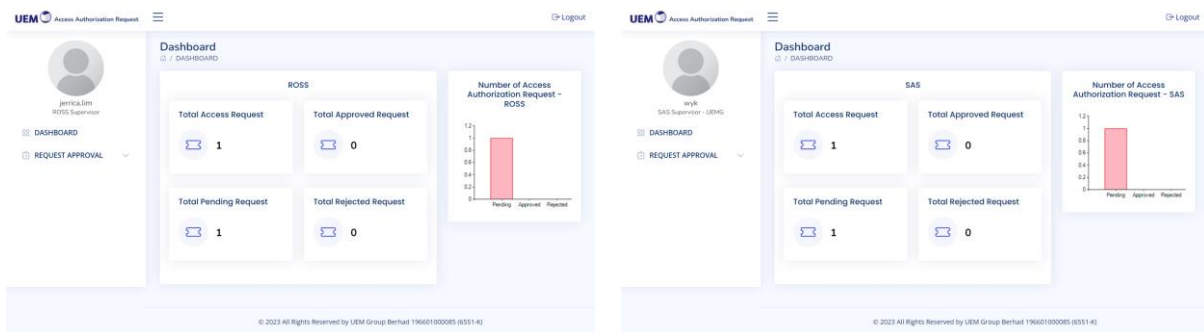 UEM Access Authorization Request
Logout
jerrica.lim
ROSS Supervisor
DASHBOARD
REQUEST APPROVAL
Dashboard
/ DASHBOARD
ROSS
Total Access Request
1
Total Approved Request
0
Total Pending Request
1
Total Rejected Request
0
Number of Access
Authorization Request -
ROSS
1.2
1
0.8
0.6
0.4
0.2
0
Pending Approved Rejected
© 2023 All Rights Reserved by UEM Group Berhad 196601000085 (6551-K)
UEM Access Authorization Request
Logout
wyk
SAS Supervisor - UEMG
DASHBOARD
REQUEST APPROVAL
Dashboard
/ DASHBOARD
SAS
Total Access Request
1
Total Approved Request
0
Total Pending Request
1
Total Rejected Request
0
Number of Access
Authorization Request - SAS
1.2
1
0.8
0.6
0.4
0.2
0
Pending Approved Rejected
© 2023 All Rights Reserved by UEM Group Berhad 196601000085 (6551-K)